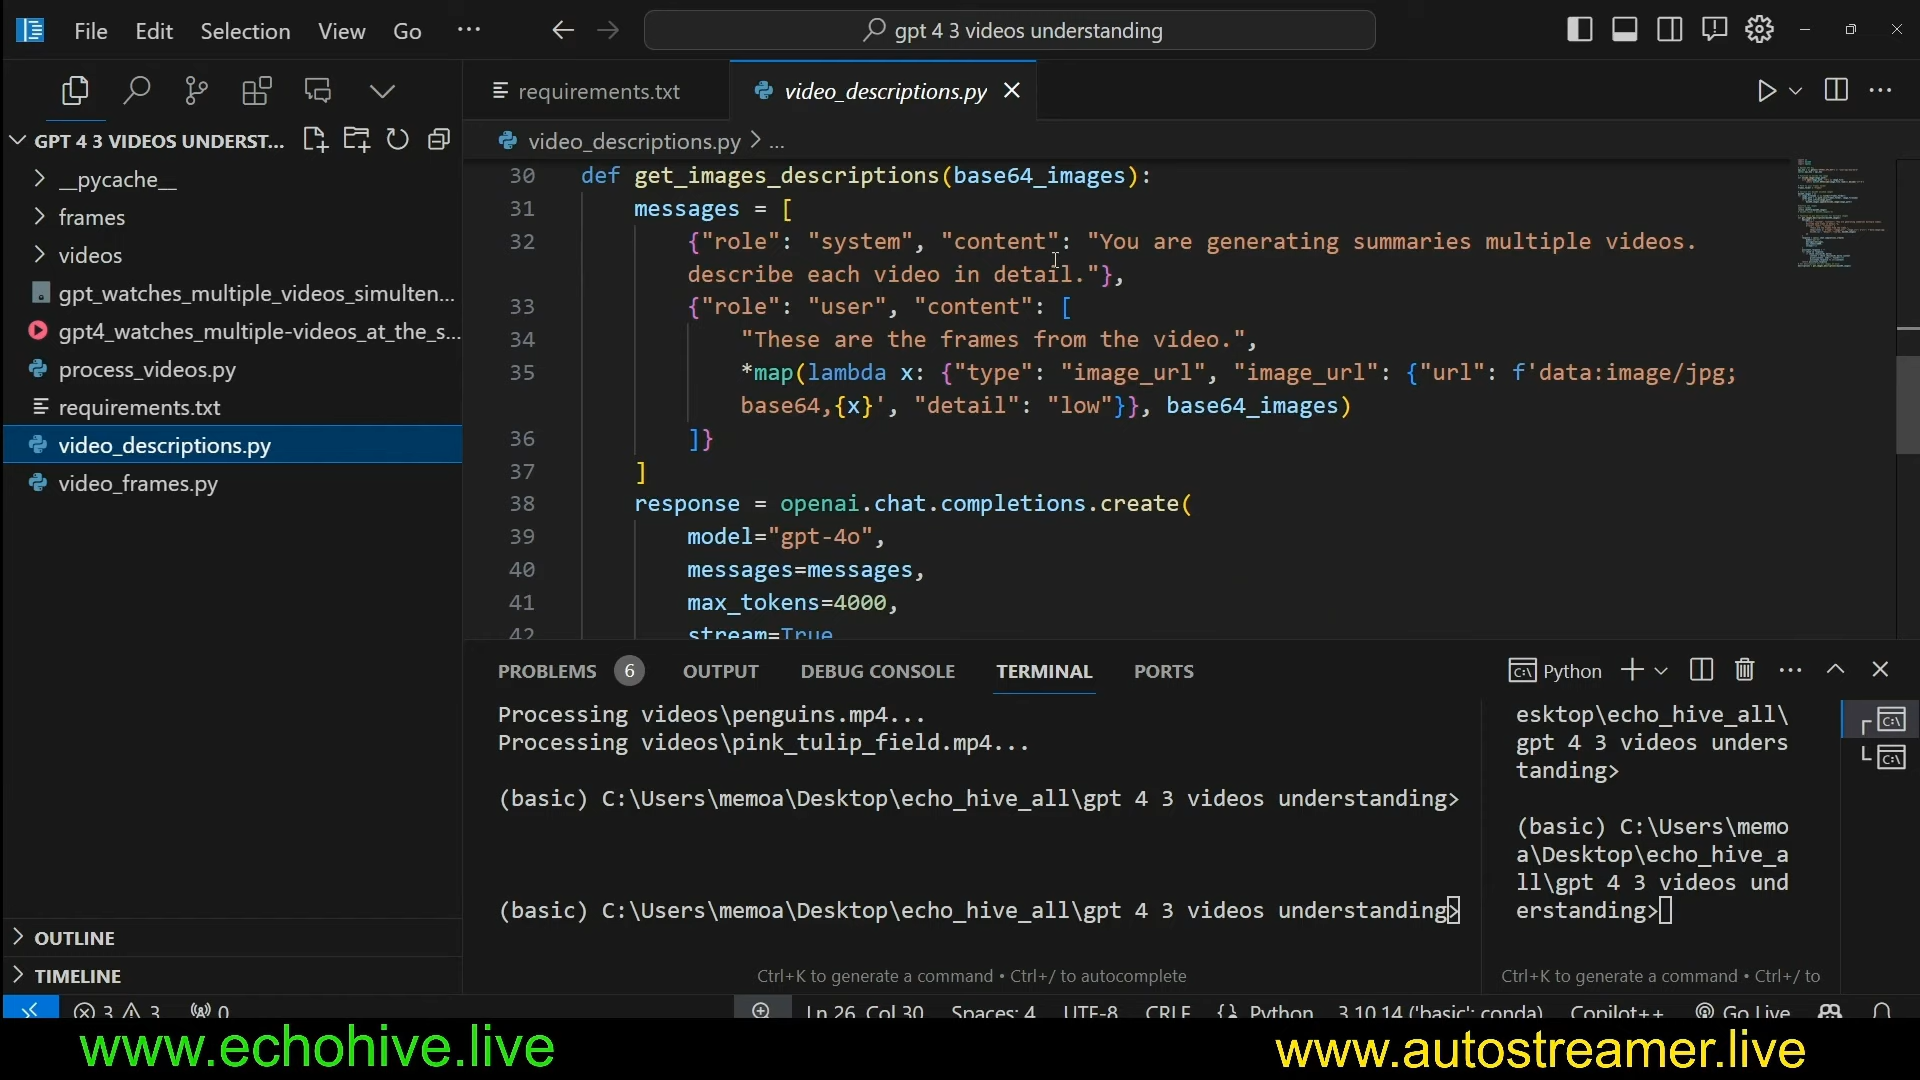 File Edit Selection View Go ...
gpt 4 3 videos understanding
GPT 4 3 VIDEOS UNDERST...
__pycache__
frames
videos
gpt_watches_multiple_videos_simulten...
gpt4_watches_multiple-videos_at_the_s...
process_videos.py
requirements.txt
video_descriptions.py
video_frames.py
OUTLINE
TIMELINE
requirements.txt
video_descriptions.py
video_descriptions.py > ...
30 def get_images_descriptions(base64_images):
31 messages = [
32 {"role": "system", "content": "You are generating summaries multiple videos.
describe each video in detail."},
33 {"role": "user", "content": [
34 "These are the frames from the video.",
35 *map(lambda x: {"type": "image_url", "image_url": {"url": f'data:image/jpg;
base64,{x}', "detail": "low"}}, base64_images)
36 ]}
37 ]
38 response = openai.chat.completions.create(
39 model="gpt-4o",
40 messages=messages,
41 max_tokens=4000,
42 stream=True
PROBLEMS 6 OUTPUT DEBUG CONSOLE TERMINAL PORTS
Python
Processing videos\penguins.mp4...
Processing videos\pink_tulip_field.mp4...
(basic) C:\Users\memoa\Desktop\echo_hive_all\gpt 4 3 videos understanding>
(basic) C:\Users\memoa\Desktop\echo_hive_all\gpt 4 3 videos understanding>
Ctrl+K to generate a command • Ctrl+/ to autocomplete
esktop\echo_hive_all\
gpt 4 3 videos unders
tanding>
(basic) C:\Users\memo
a\Desktop\echo_hive_a
ll\gpt 4 3 videos und
erstanding>
Ctrl+K to generate a command • Ctrl+/ to
3 3 0
Ln 26, Col 30 Spaces: 4 UTF-8 CRLF {} Python 3.10.14 ('basic': conda) Copilot++ Go Live
www.echohive.live
www.autostreamer.live